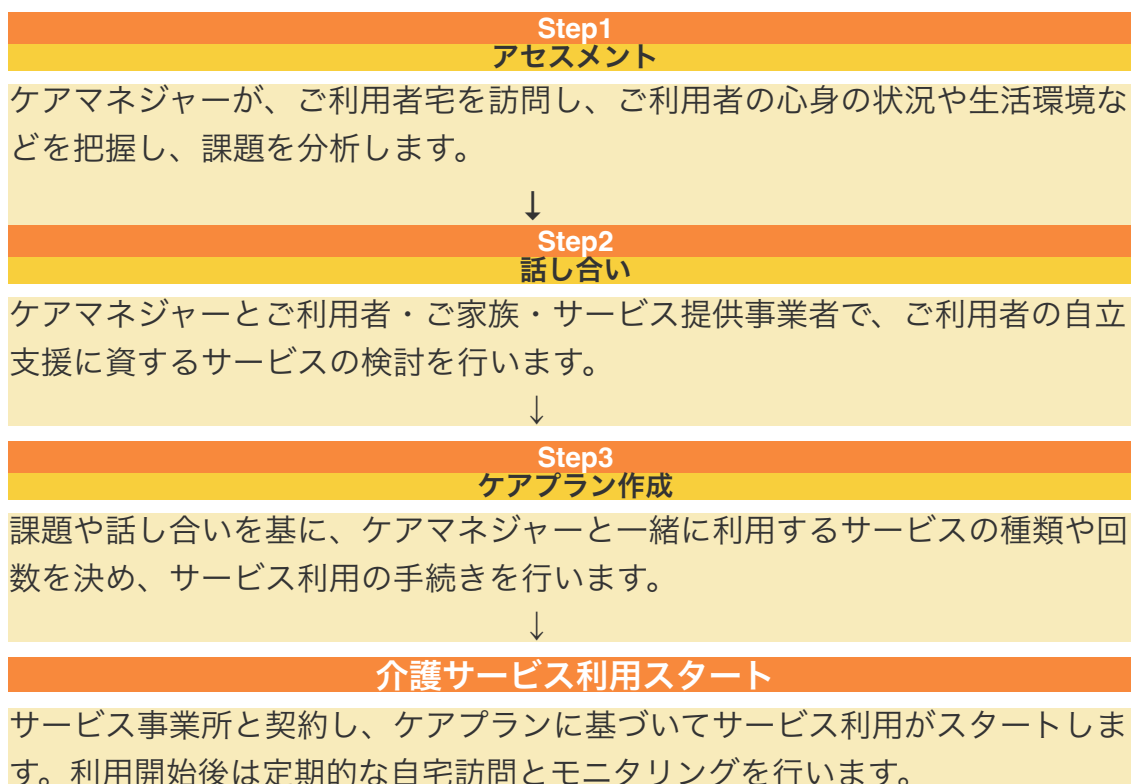 Step1
アセスメント
ケアマネジャーが、ご利用者宅を訪問し、ご利用者の心身の状況や生活環境な
どを把握し、課題を分析します。
↓
Step2
話し合い
ケアマネジャーとご利用者・ご家族・サービス提供事業者で、ご利用者の自立
支援に資するサービスの検討を行います。
↓
Step3
ケアプラン作成
課題や話し合いを基に、ケアマネジャーと一緒に利用するサービスの種類や回
数を決め、サービス利用の手続きを行います。
↓
介護サービス利用スタート
サービス事業所と契約し、ケアプランに基づいてサービス利用がスタートしま
す。利用開始後は定期的な自宅訪問とモニタリングを行います。